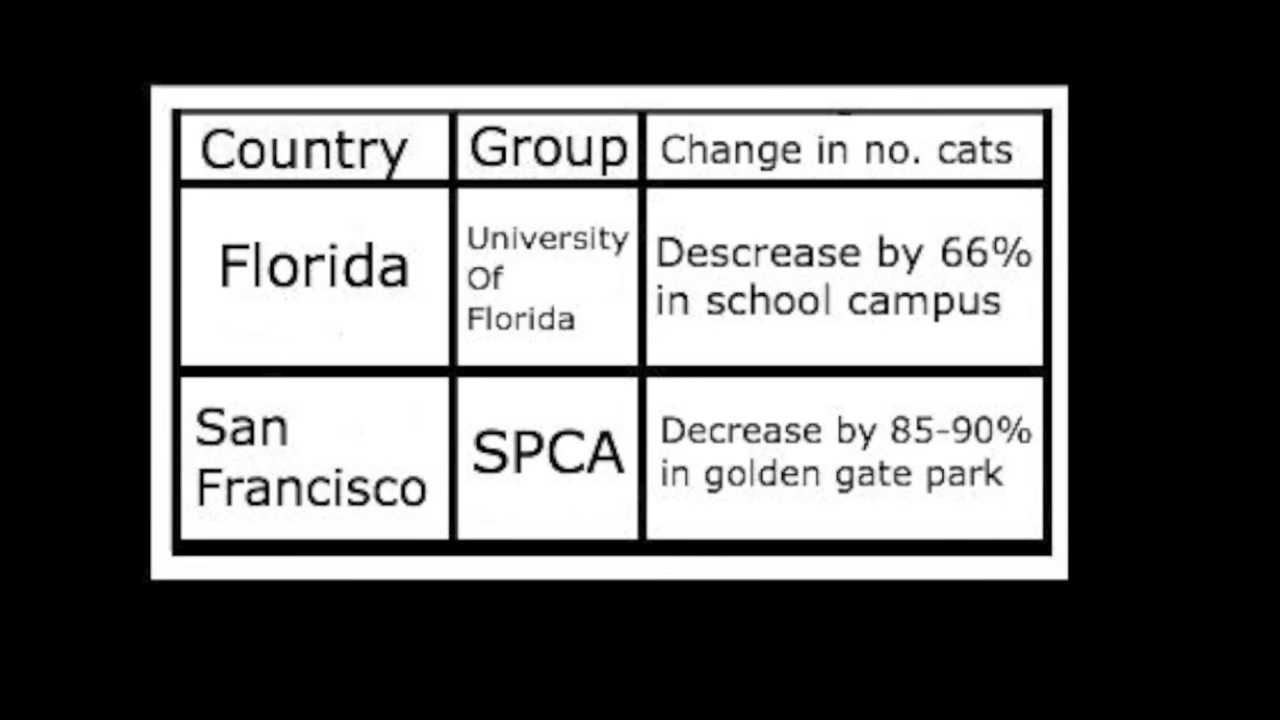 Country
Group
Change in no. cats
Florida
University
Of
Florida
Descrease by 66%
in school campus
San
Francisco
SPCA
Decrease by 85-90%
in golden gate park